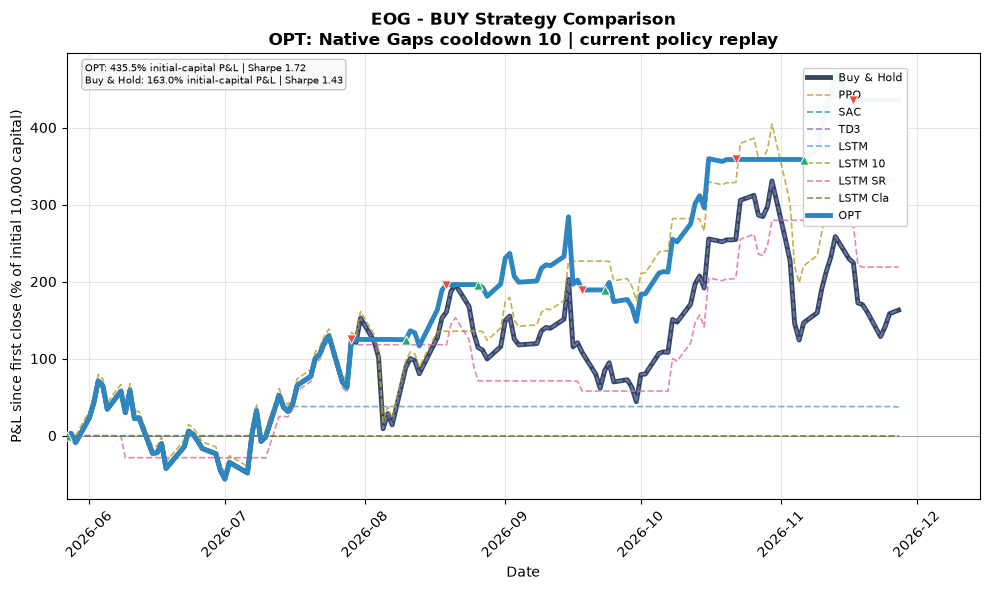 EOG - BUY Strategy Comparison
OPT: Native Gaps cooldown 10 | current policy replay
OPT: 435.5% initial-capital P&L | Sharpe 1.72
Buy & Hold: 163.0% initial-capital P&L | Sharpe 1.43
Buy & Hold
PPO
SAC
TD3
LSTM
LSTM 10
LSTM SR
LSTM Cla
OPT
P&L since first close (% of initial 10,000 capital)
400
300
200
100
0
2026-06
2026-07
2026-08
2026-09
2026-10
2026-11
2026-12
Date